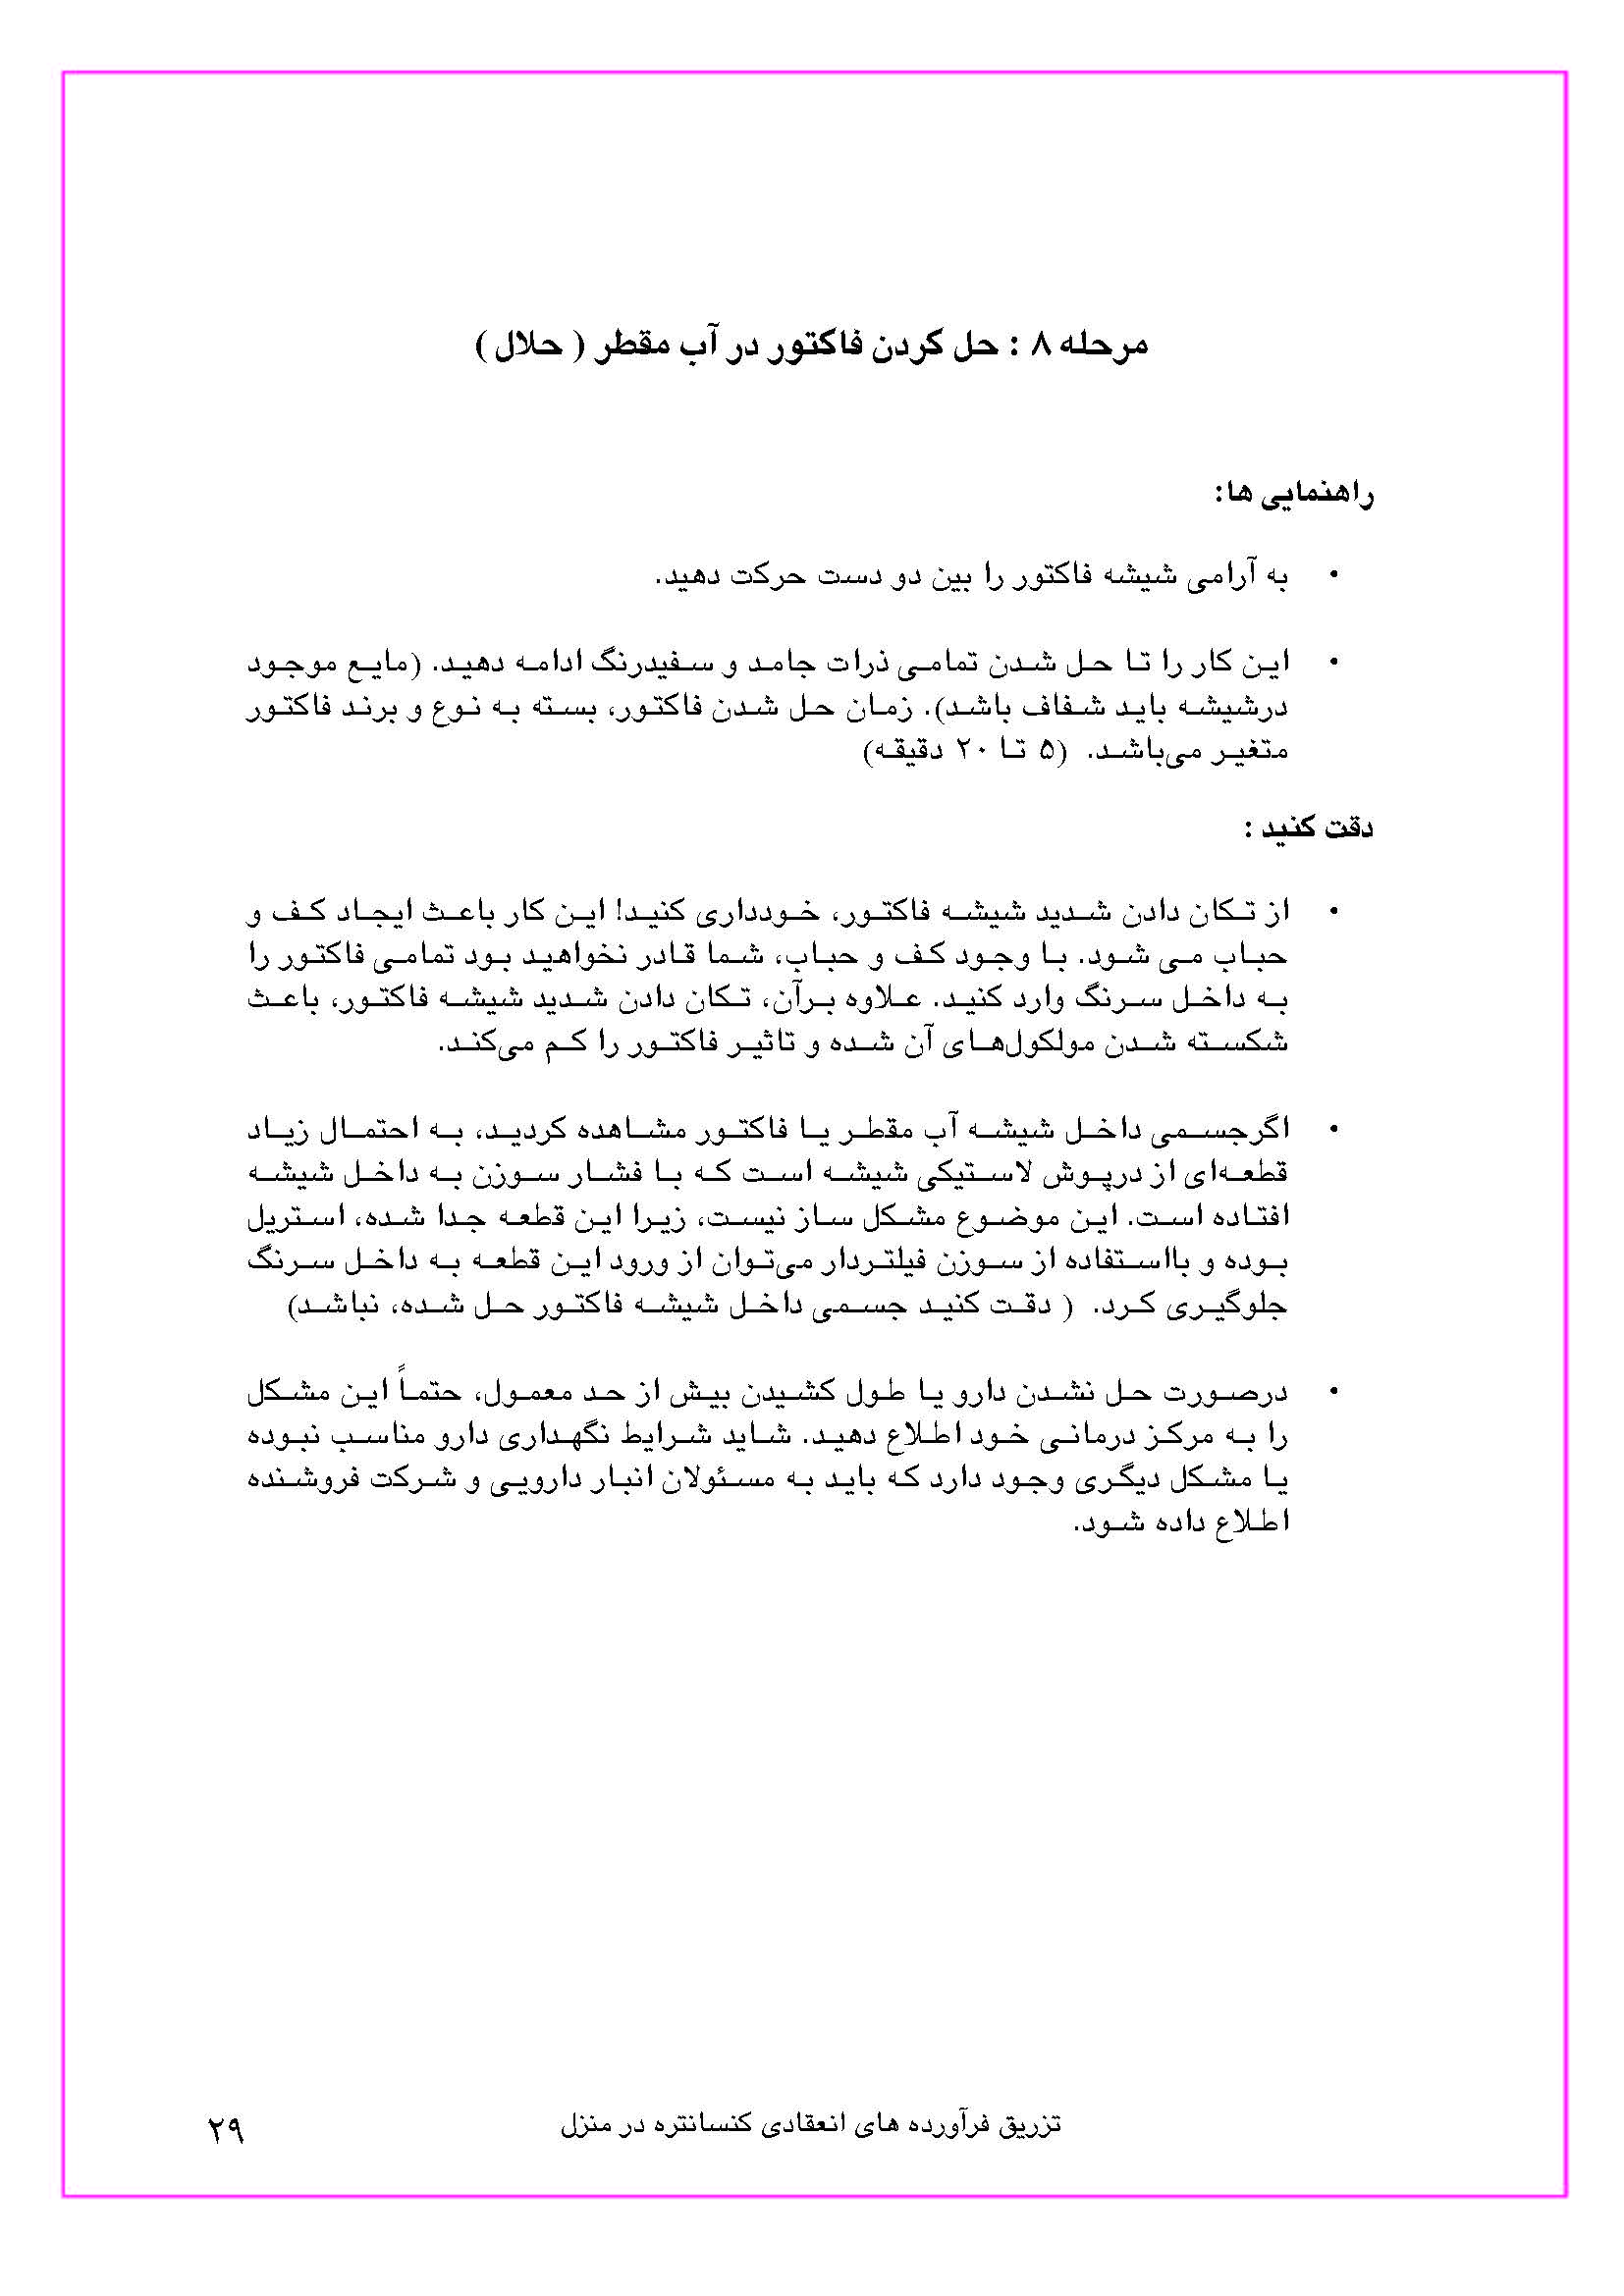 مرحله ۸ : حل کردن فاکتور در آب مقطر ( حلال )
راهنمایی ها:
• به آرامی شیشه فاکتور را بین دو دست حرکت دهید.
• این کار را تا حل شدن تمامی ذرات جامد و سفیدرنگ ادامه دهید. (مایع موجود
درشیشه باید شفاف باشد). زمان حل شدن فاکتور، بسته به نوع و برند فاکتور
متغیر می‌باشد. (۵ تا ۲۰ دقیقه)
دقت کنید :
• از تکان دادن شدید شیشه فاکتور، خودداری کنید! این کار باعث ایجاد کف و
حباب می شود. با وجود کف و حباب، شما قادر نخواهید بود تمامی فاکتور را
به داخل سرنگ وارد کنید. علاوه برآن، تکان دادن شدید شیشه فاکتور، باعث
شکسته شدن مولکول‌های آن شده و تاثیر فاکتور را کم می‌کند.
• اگرجسمی داخل شیشه آب مقطر یا فاکتور مشاهده کردید، به احتمال زیاد
قطعه‌ای از درپوش لاستیکی شیشه است که با فشار سوزن به داخل شیشه
افتاده است. این موضوع مشکل ساز نیست، زیرا این قطعه جدا شده، استریل
بوده و بااستفاده از سوزن فیلتردار می‌توان از ورود این قطعه به داخل سرنگ
جلوگیری کرد. ( دقت کنید جسمی داخل شیشه فاکتور حل شده، نباشد)
• درصورت حل نشدن دارو یا طول کشیدن بیش از حد معمول، حتماً این مشکل
را به مرکز درمانی خود اطلاع دهید. شاید شرایط نگهداری دارو مناسب نبوده
یا مشکل دیگری وجود دارد که باید به مسئولان انبار دارویی و شرکت فروشنده
اطلاع داده شود.
تزریق فرآورده های انعقادی کنسانتره در منزل
۲۹